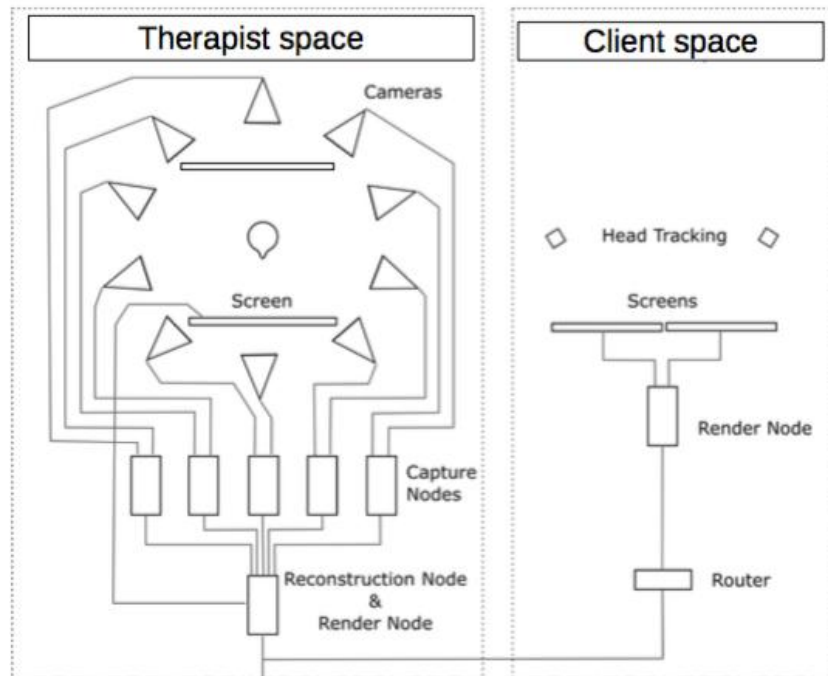 Therapist space
Client space
Cameras
Head Tracking
Screen
Screens
Render Node
Capture
Nodes
Reconstruction Node
&
Render Node
Router